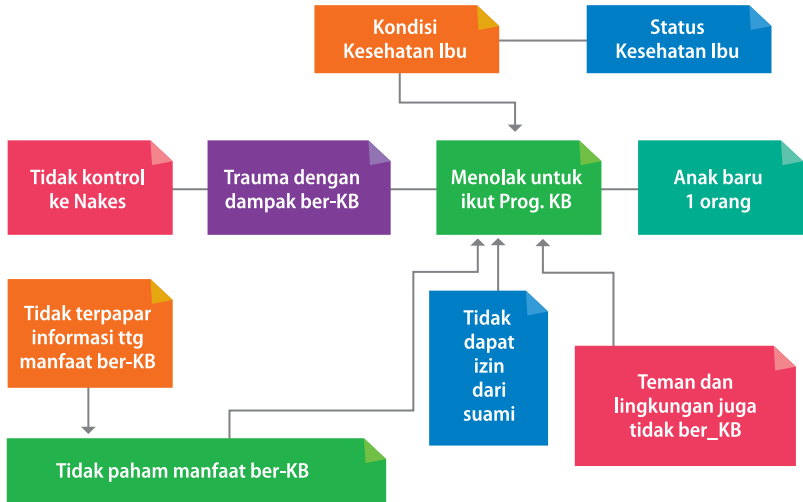 Kondisi
Kesehatan Ibu
Status
Kesehatan Ibu
Tidak kontrol
ke Nakes
Trauma dengan
dampak ber-KB
Menolak untuk
ikut Prog. KB
Anak baru
1 orang
Tidak terpapar
informasi ttg
manfaat ber-KB
Tidak
dapat
izin
dari
suami
Teman dan
lingkungan juga
tidak ber_KB
Tidak paham manfaat ber-KB